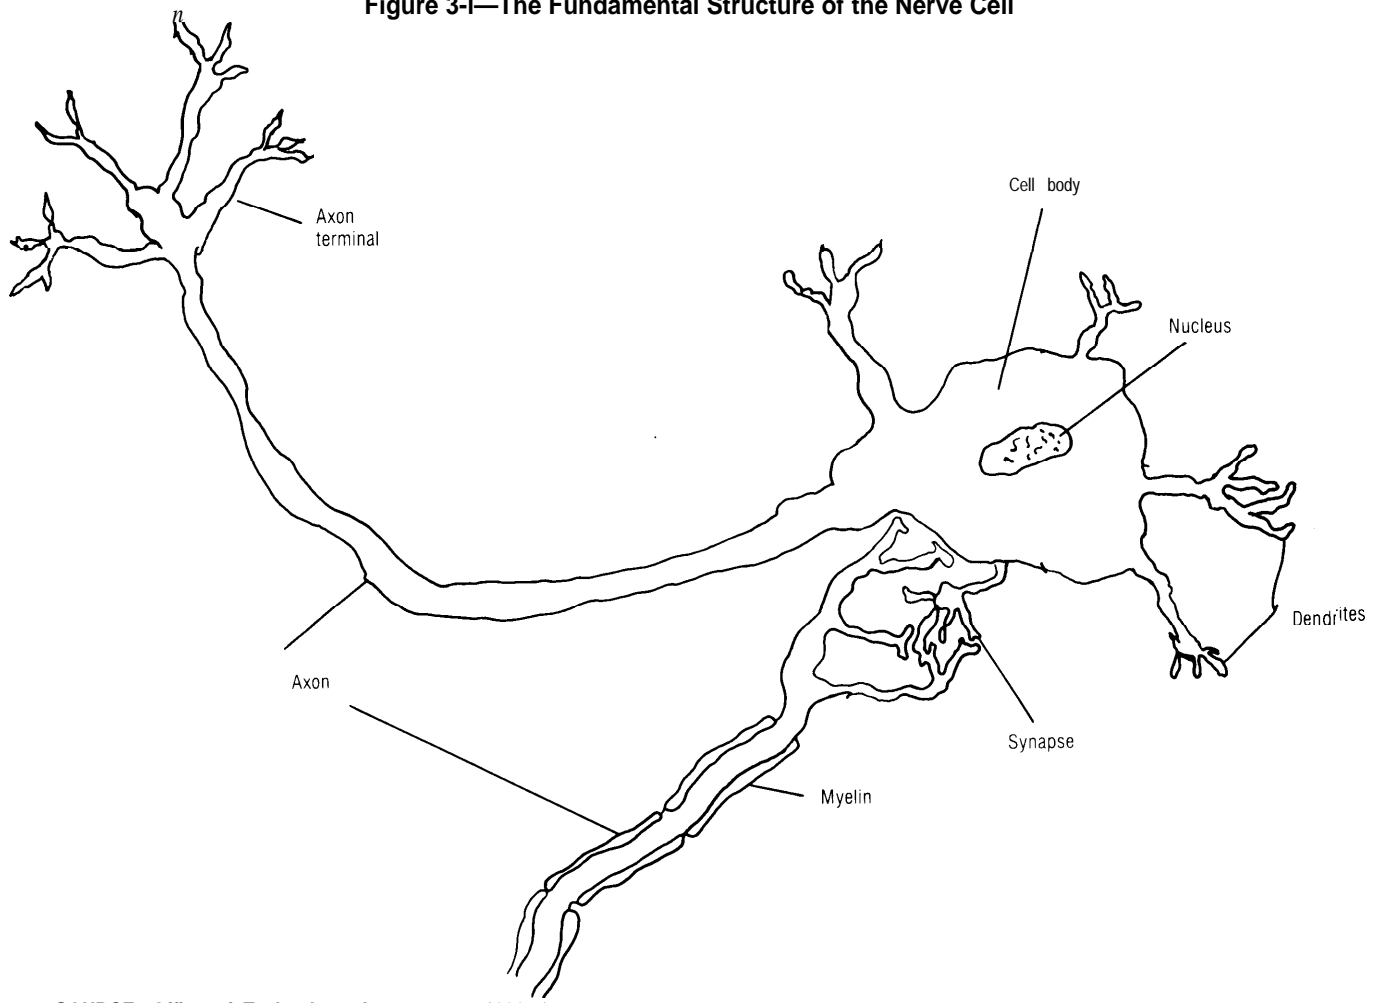 Figure 3-I—The Fundamental Structure of the Nerve Cell
n
Axon
terminal
Cell body
Nucleus
Dendrites
Axon
Synapse
Myelin